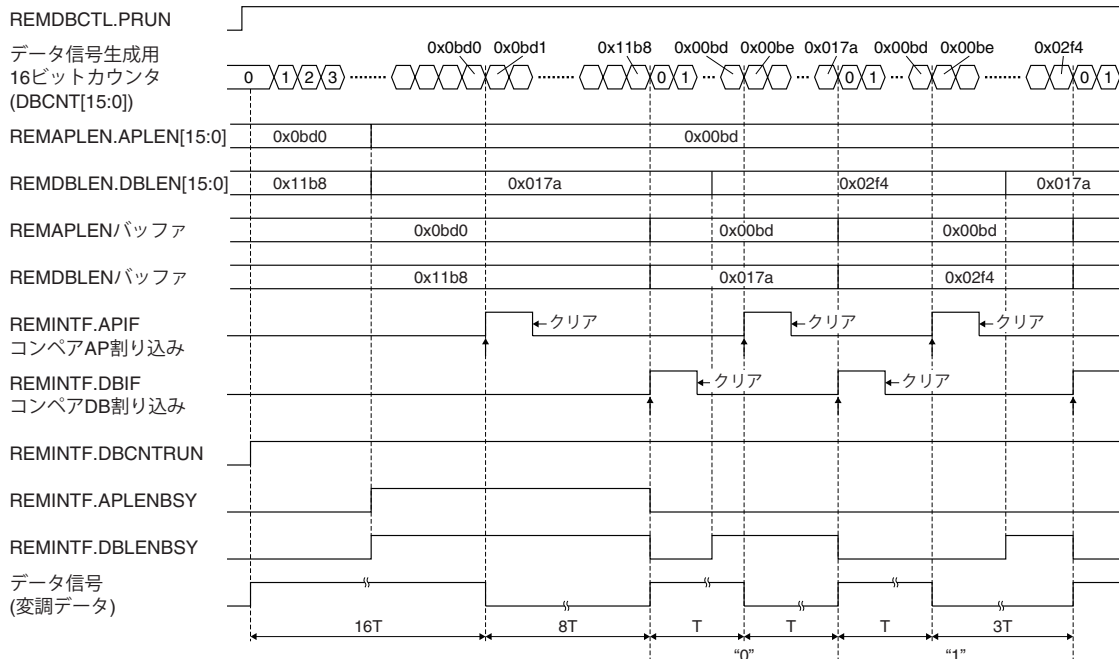 REMDBCTL.PRUN
データ信号生成用
16ビットカウンタ
(DBCNT[15:0])
0x0bd0 0x0bd1 0x11b8 0x00bd 0x00be 0x017a 0x00bd 0x00be 0x02f4
0 1 2 3 0 1 0 1 0 1
REMAPLEN.APLEN[15:0] 0x0bd0 0x00bd
REMDBLEN.DBLEN[15:0] 0x11b8 0x017a 0x02f4 0x017a
REMAPLENバッファ 0x0bd0 0x00bd 0x00bd
REMDBLENバッファ 0x11b8 0x017a 0x02f4
REMINTF.APIF
コンペアAP割り込み
クリア クリア クリア
REMINTF.DBIF
コンペアDB割り込み
クリア クリア
REMINTF.DBCNTRUN
REMINTF.APLENBSY
REMINTF.DBLENBSY
データ信号
(変調データ)
16T 8T T T T 3T
“0” “1”